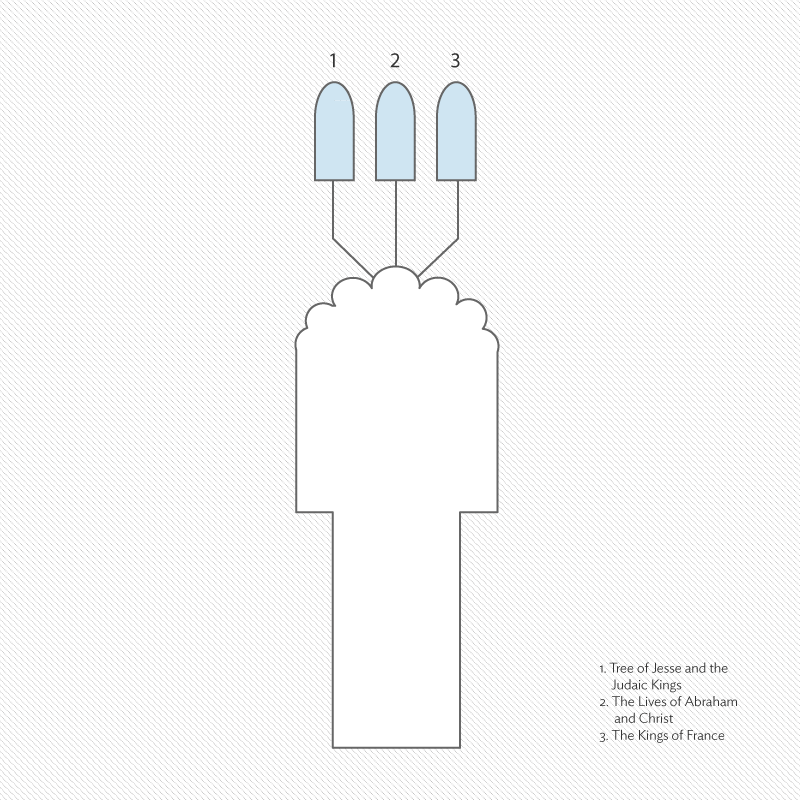 1 2 3
1. Tree of Jesse and the
Judaic Kings
2. The Lives of Abraham
and Christ
3. The Kings of France